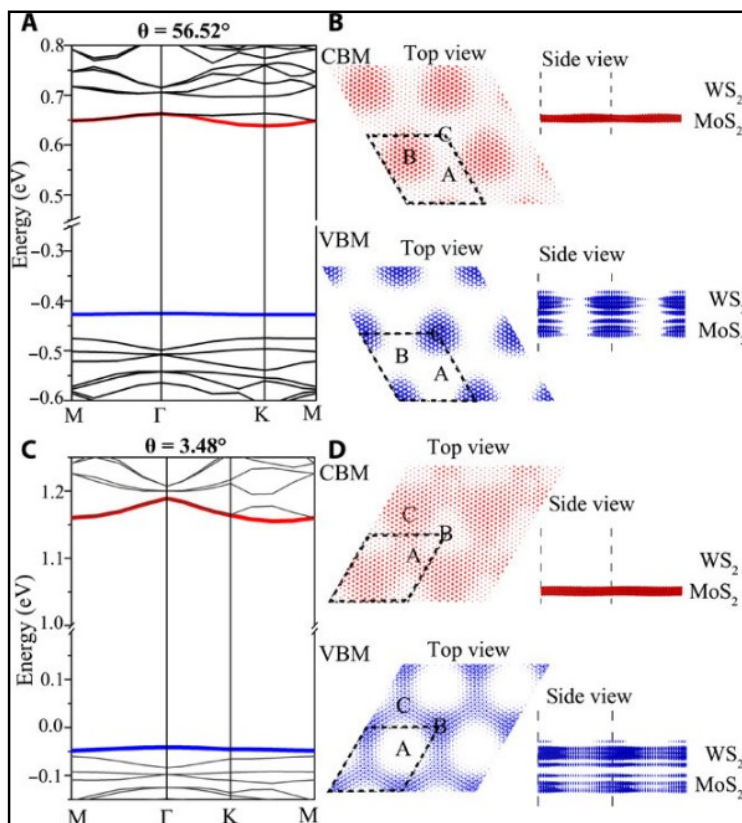 A
θ = 56.52°
0.8
0.7
0.6
0.5
−0.3
−0.4
−0.5
−0.6
Energy (eV)
M Γ K M
B
Top view
CBM
Side view
WS2
MoS2
C
B
A
VBM
Top view
Side view
WS
MoS2
B
A
C
θ = 3.48°
1.2
1.1
1.0
0.1
0.0
−0.1
Energy (eV)
M Γ K M
D
Top view
CBM
Side view
C
B
A
WS2
MoS2
VBM
Top view
Side view
C
B
A
WS2
MoS2